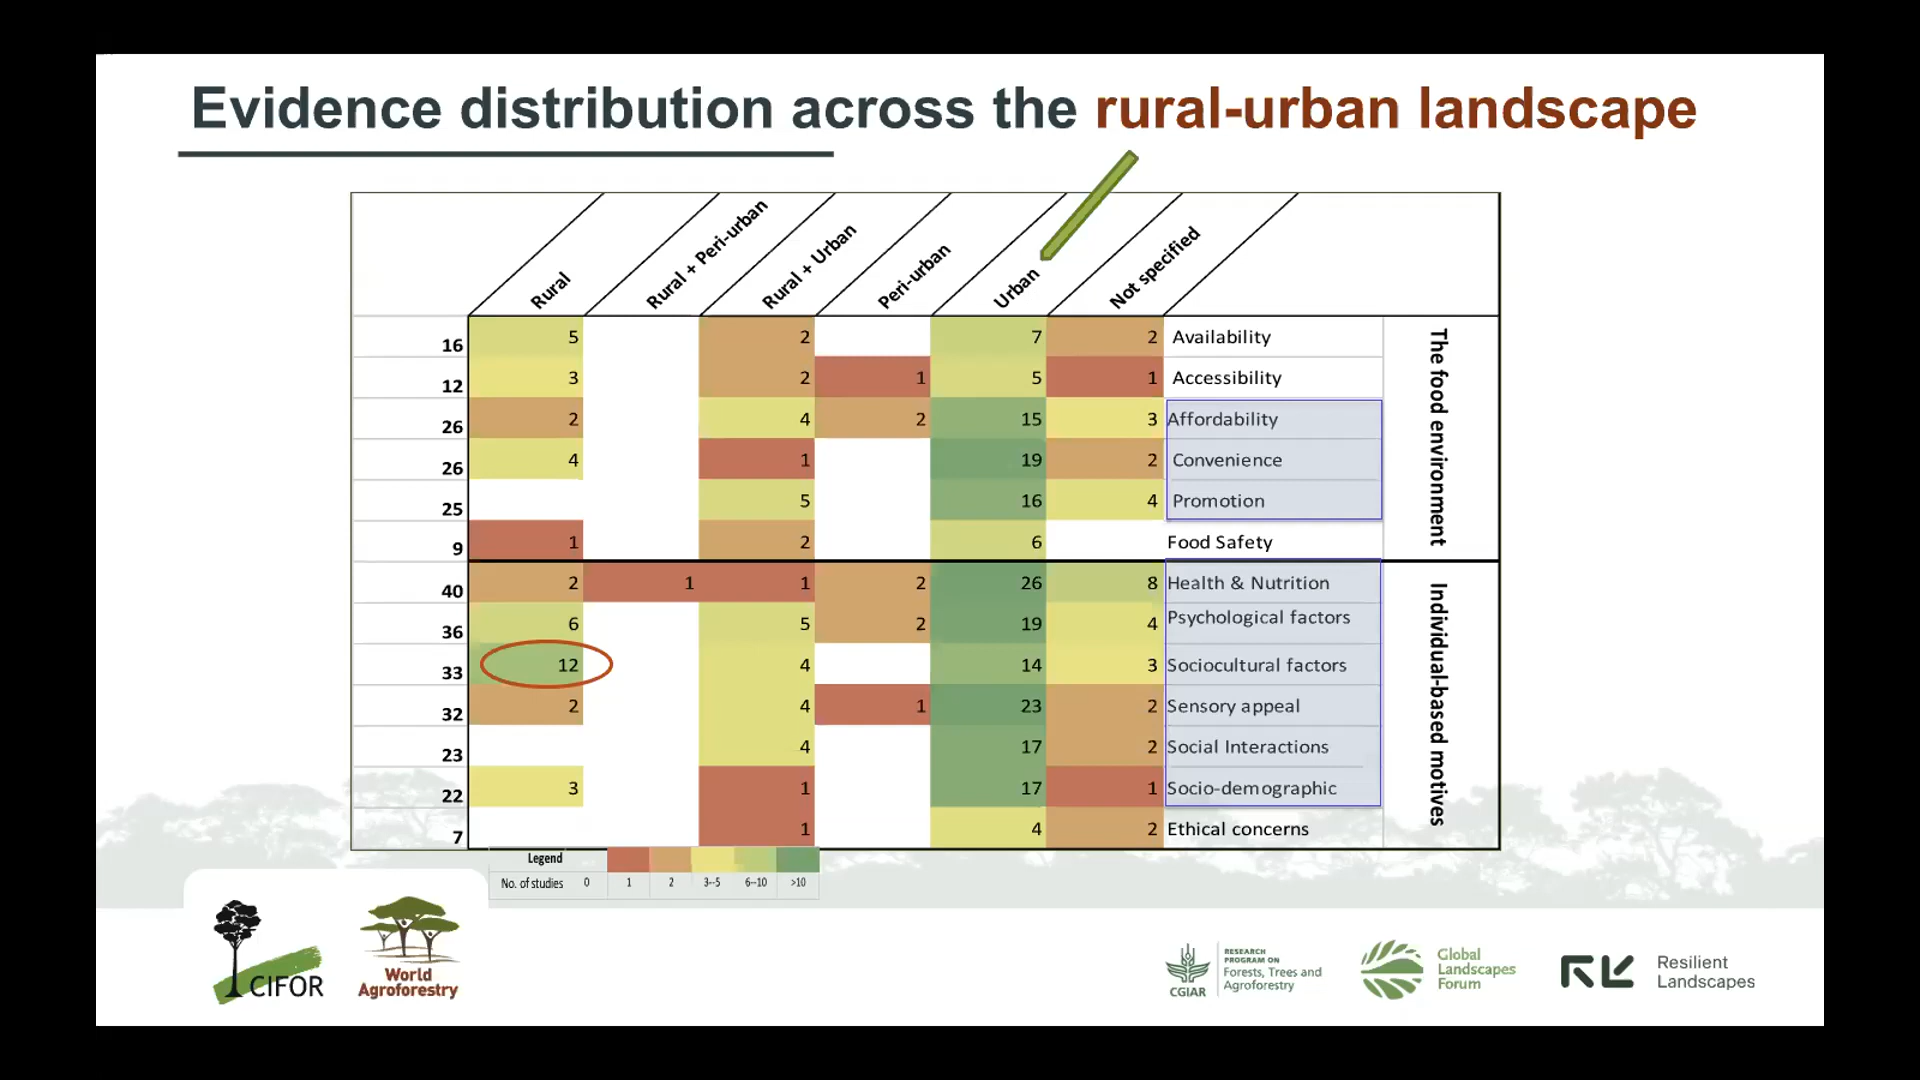 Evidence distribution across the rural-urban landscape
Rural
Rural + Peri-urban
Rural + Urban
Peri-urban
Urban
Not specified
16 5 2 7 2 Availability
12 3 2 1 5 1 Accessibility
26 2 4 2 15 3 Affordability
26 4 1 19 2 Convenience
25 5 16 4 Promotion
9 1 2 6 Food Safety
The food environment
40 2 1 1 2 26 8 Health & Nutrition
36 6 5 2 19 4 Psychological factors
33 12 4 14 3 Sociocultural factors
32 2 4 1 23 2 Sensory appeal
23 4 17 2 Social Interactions
22 3 1 17 1 Socio-demographic
7 1 4 2 Ethical concerns
Individual-based motives
Legend
No. of studies 0 1 2 3--5 6--10 >10
CIFOR
World
Agroforestry
CGIAR
RESEARCH
PROGRAM ON
Forests, Trees and
Agroforestry
Global
Landscapes
Forum
Resilient
Landscapes